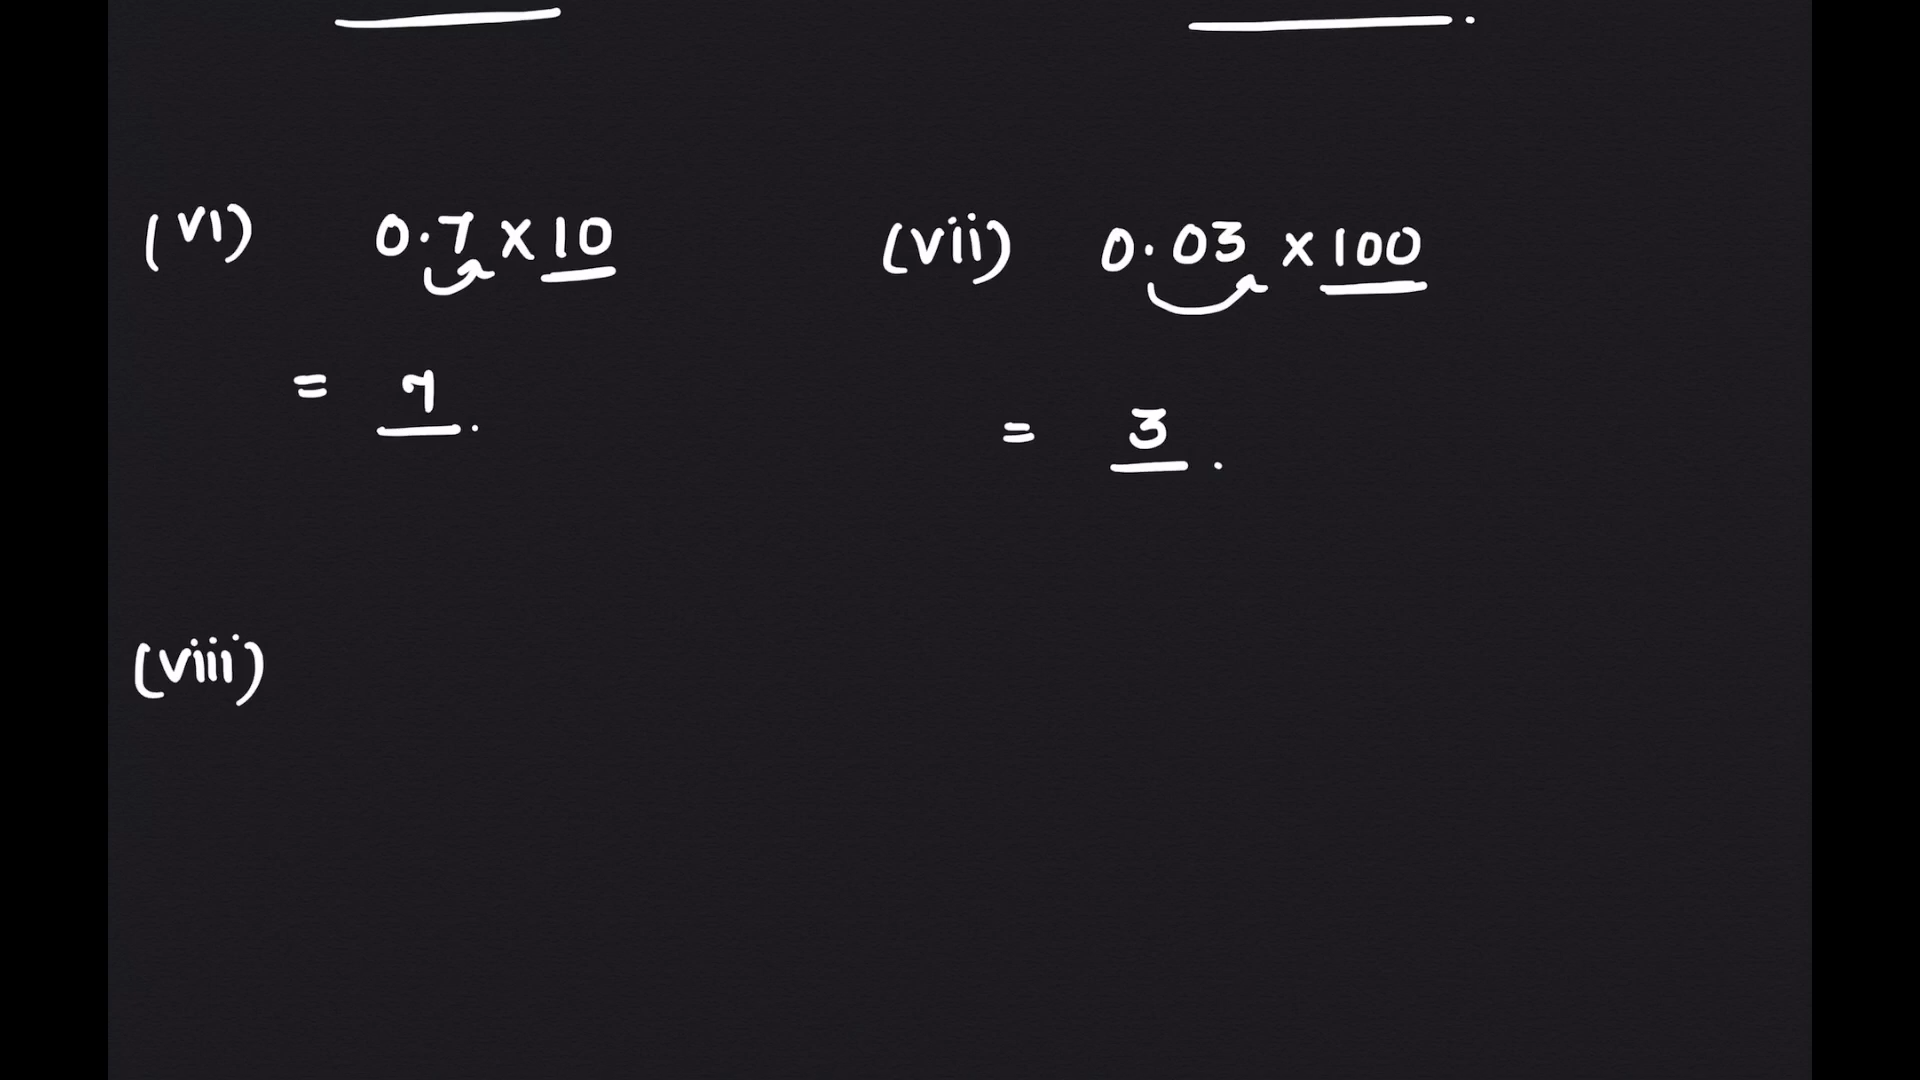 (vi) 0.7 x 10
= 7.
(vii) 0.03 x 100
= 3.
(viii)